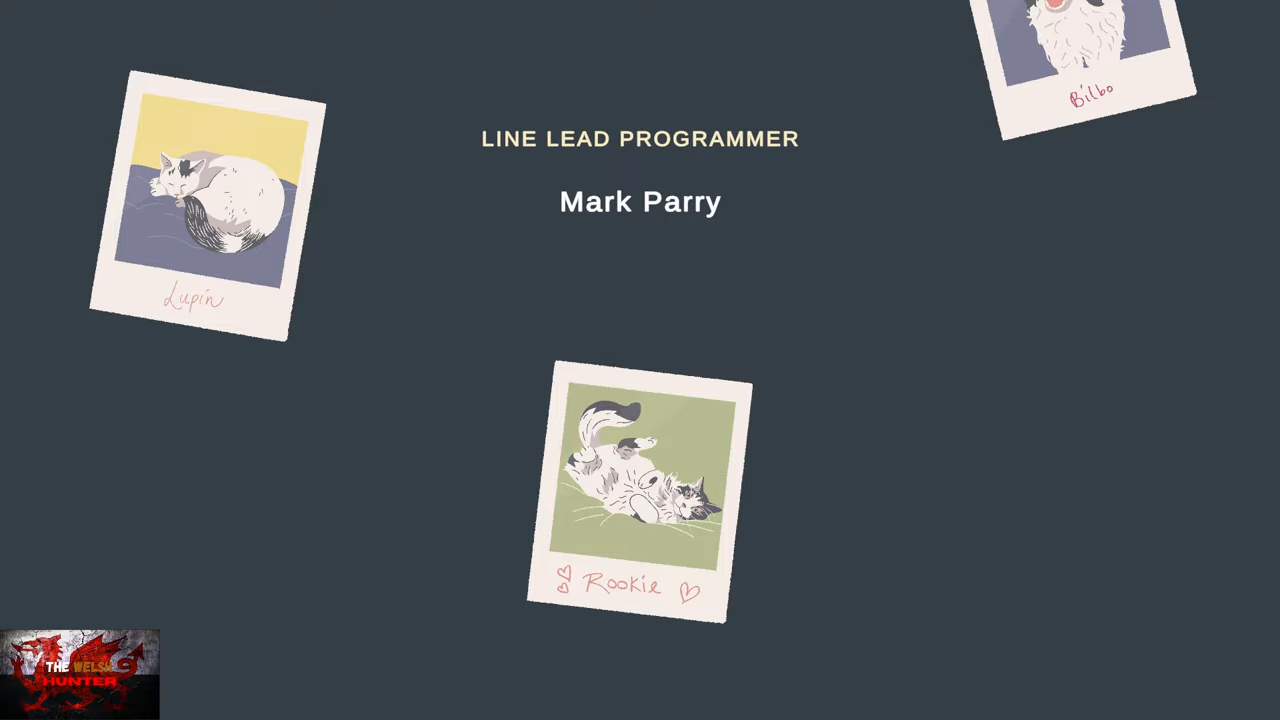 Bilbo
LINE LEAD PROGRAMMER
Mark Parry
Lupin
Rookie
THE WELSH
HUNTER